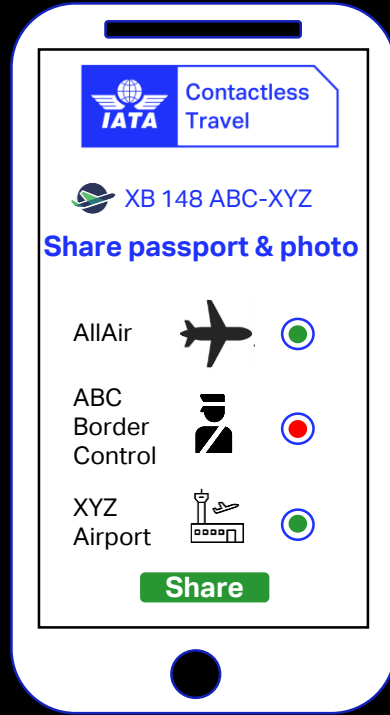 IATA
Contactless
Travel
XB 148 ABC-XYZ
Share passport & photo
AllAir
ABC
Border
Control
XYZ
Airport
Share